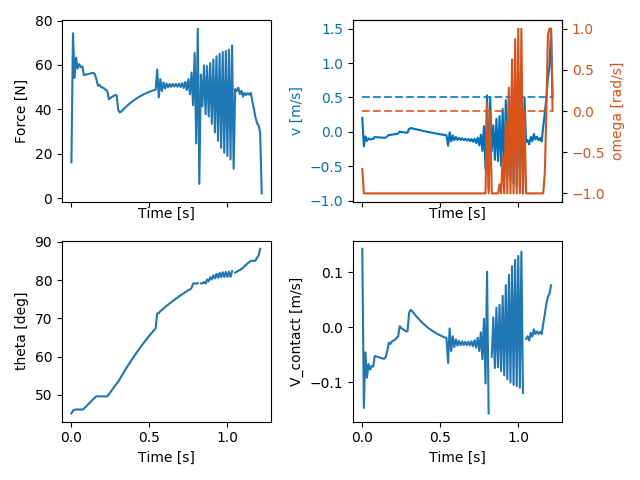 80
60
40
20
0
Force [N]
Time [s]
1.5
1.0
0.5
0.0
−0.5
−1.0
v [m/s]
Time [s]
1.0
0.5
0.0
−0.5
−1.0
omega [rad/s]
90
80
70
60
50
theta [deg]
0.0 0.5 1.0
Time [s]
0.1
0.0
−0.1
V_contact [m/s]
0.0 0.5 1.0
Time [s]